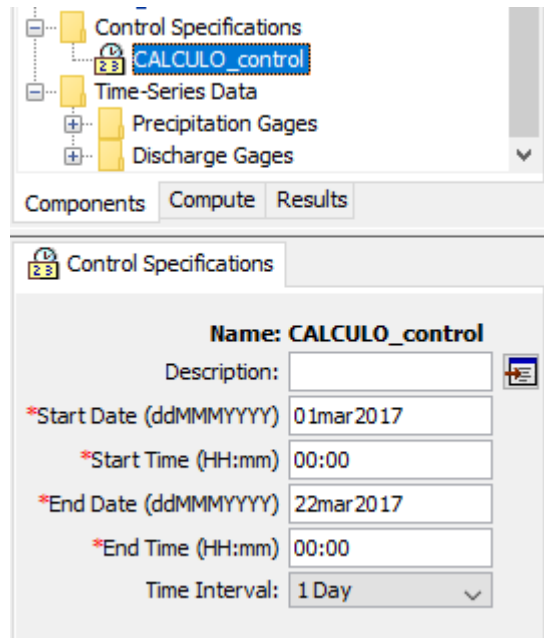 Control Specifications
CALCULO_control
Time-Series Data
Precipitation Gages
Discharge Gages
Components Compute Results
Control Specifications
Name: CALCULO_control
Description:
*Start Date (ddMMMYYYY) 01mar2017
*Start Time (HH:mm) 00:00
*End Date (ddMMMYYYY) 22mar2017
*End Time (HH:mm) 00:00
Time Interval: 1 Day